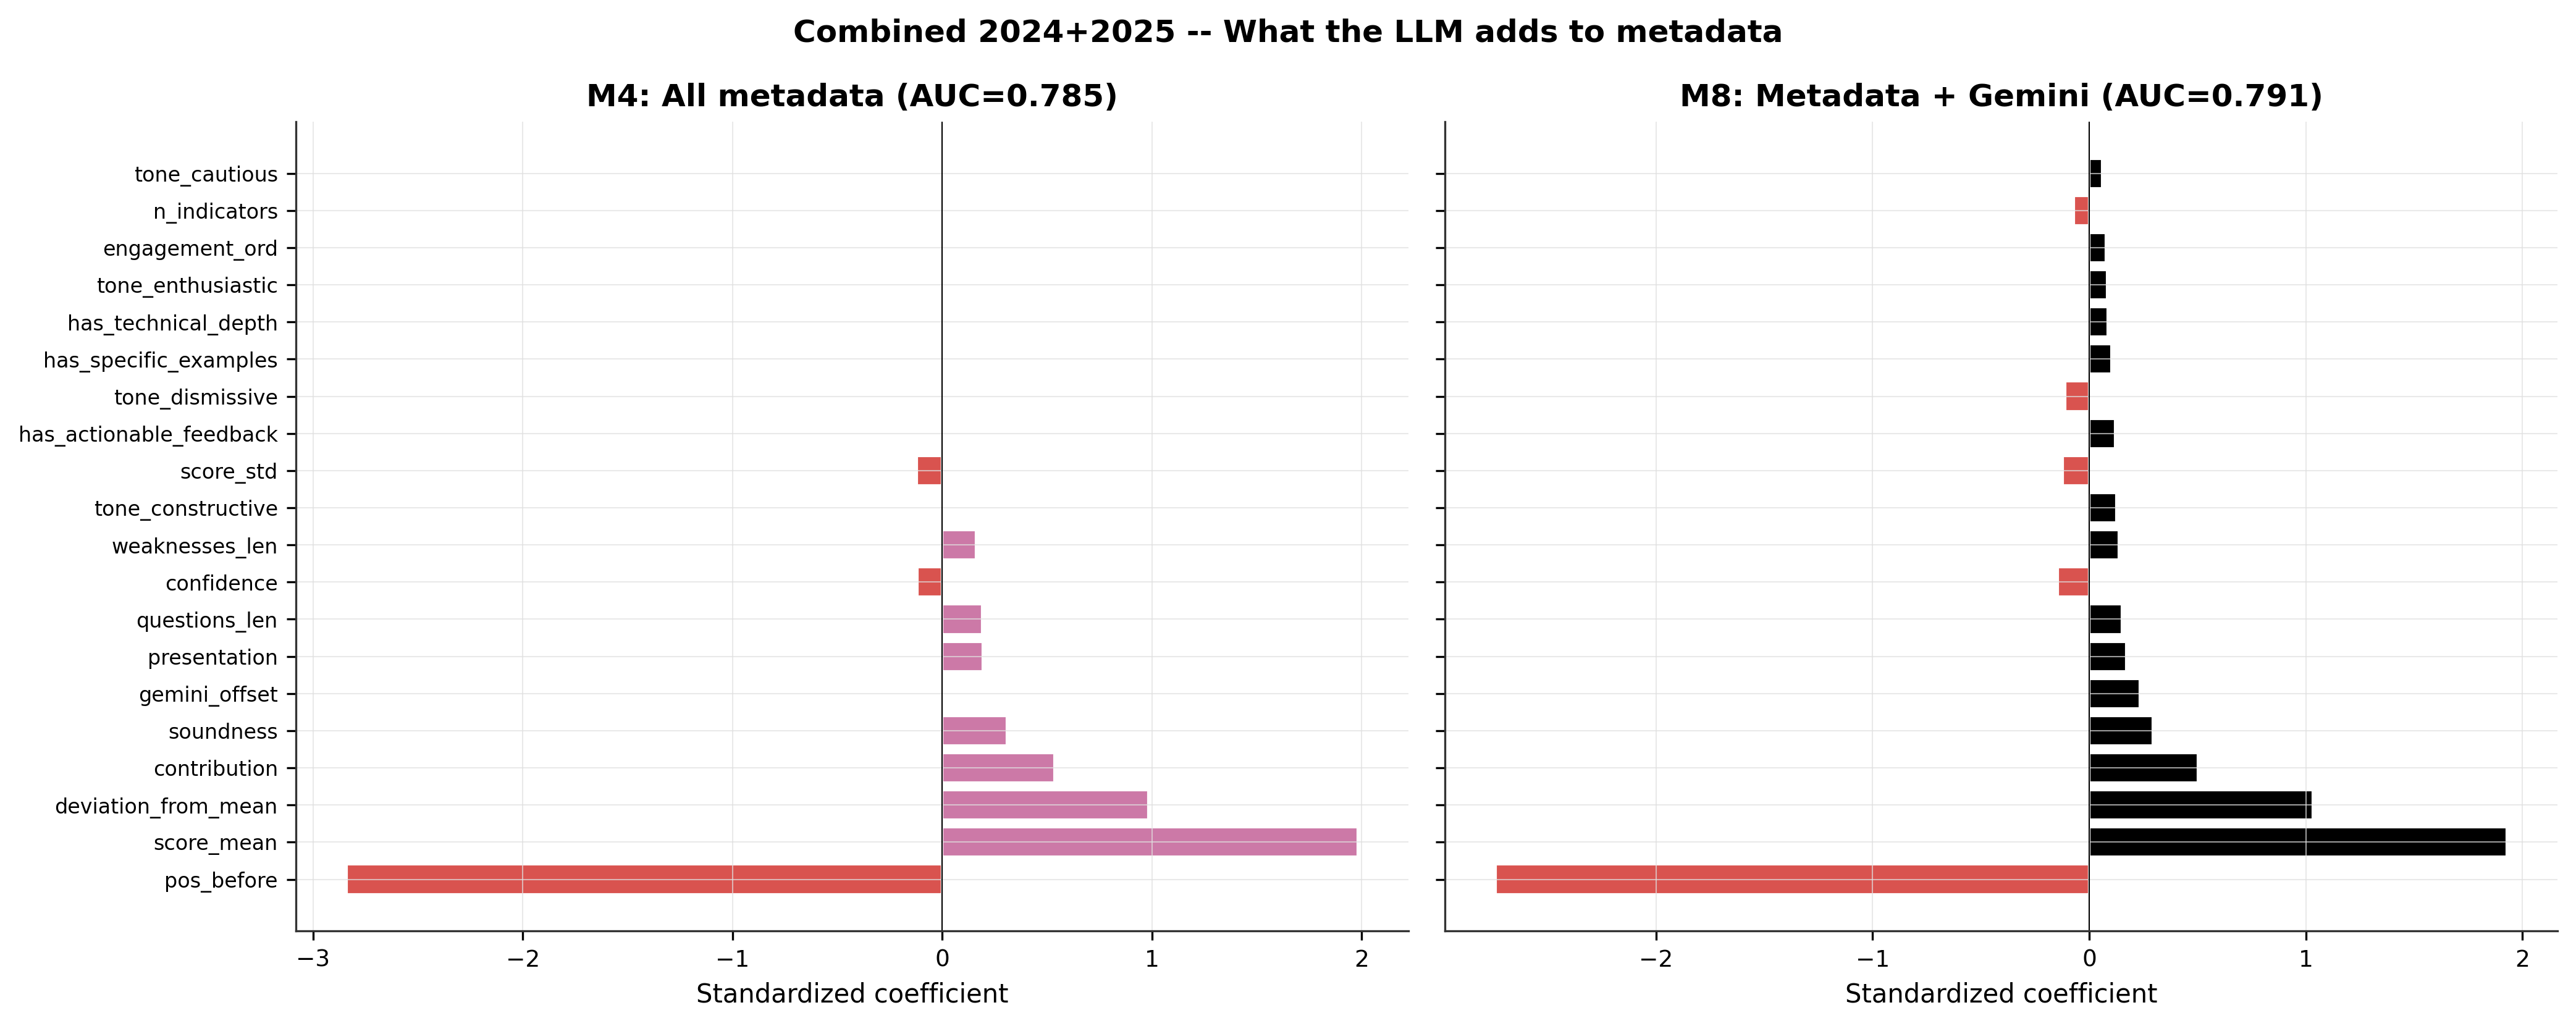 Combined 2024+2025 -- What the LLM adds to metadata
M4: All metadata (AUC=0.785)
M8: Metadata + Gemini (AUC=0.791)
tone_cautious
n_indicators
engagement_ord
tone_enthusiastic
has_technical_depth
has_specific_examples
tone_dismissive
has_actionable_feedback
score_std
tone_constructive
weaknesses_len
confidence
questions_len
presentation
gemini_offset
soundness
contribution
deviation_from_mean
score_mean
pos_before
−3 −2 −1 0 1 2
−2 −1 0 1 2
Standardized coefficient
Standardized coefficient